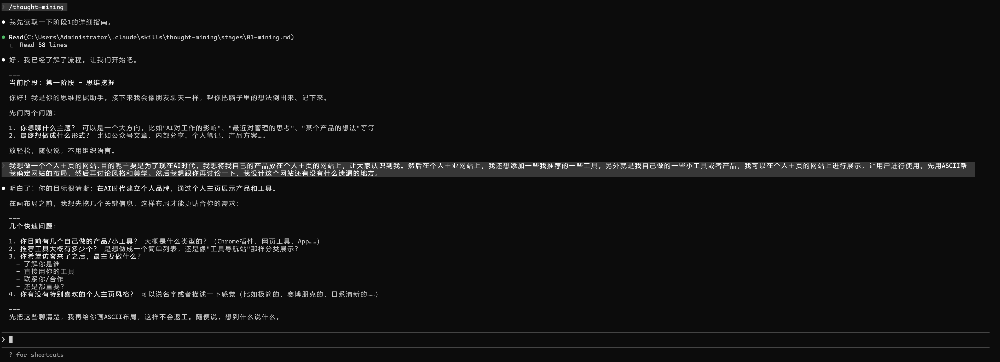 ❯ /thought-mining
● 我先读取一下阶段1的详细指南。
● Read(C:\Users\Administrator\.claude\skills\thought-mining\stages\01-mining.md)
└ Read 58 lines
● 好，我已经了解了流程。让我们开始吧。
---
当前阶段：第一阶段 - 思维挖掘
你好！我是你的思维挖掘助手。接下来我会像朋友聊天一样，帮你把脑子里的想法倒出来、记下来。
先问两个问题：
1. 你想聊什么主题？ 可以是一个大方向，比如"AI对工作的影响"、"最近对管理的思考"、"某个产品的想法"等等
2. 最终想做成什么形式？ 比如公众号文章、内部分享、个人笔记、产品方案……
放轻松，随便说，不用组织语言。
❯ 我想做一个个人主页的网站.目的呢主要是为了现在AI时代，我想将我自己的产品放在个人主页的网站上，让大家认识到我。然后在个人主业网站上，我还想添加一些我推荐的一些工具。另外就是我自己做的一些小工具或者产品，我可以在个人主页的网站上进行展示，让用户进行使用。先用ASCII帮
我确定网站的布局，然后再讨论风格和美学。然后我想跟你再讨论一下，我设计这个网站还有没有什么遗漏的地方。
● 明白了！你的目标很清晰：在AI时代建立个人品牌，通过个人主页展示产品和工具。
在画布局之前，我想先挖几个关键信息，这样布局才能更贴合你的需求：
---
几个快速问题：
1. 你目前有几个自己做的产品/小工具？ 大概是什么类型的？（Chrome插件、网页工具、App……）
2. 推荐工具大概有多少个？ 是想做成一个简单列表，还是像"工具导航站"那样分类展示？
3. 你希望访客来了之后，最主要做什么？
- 了解你是谁
- 直接用你的工具
- 联系你/合作
- 还是都重要？
4. 你有没有特别喜欢的个人主页风格？ 可以说名字或者描述一下感觉（比如极简的、赛博朋克的、日系清新的……）
---
先把这些聊清楚，我再给你画ASCII布局，这样不会返工。随便说，想到什么说什么。
❯
? for shortcuts